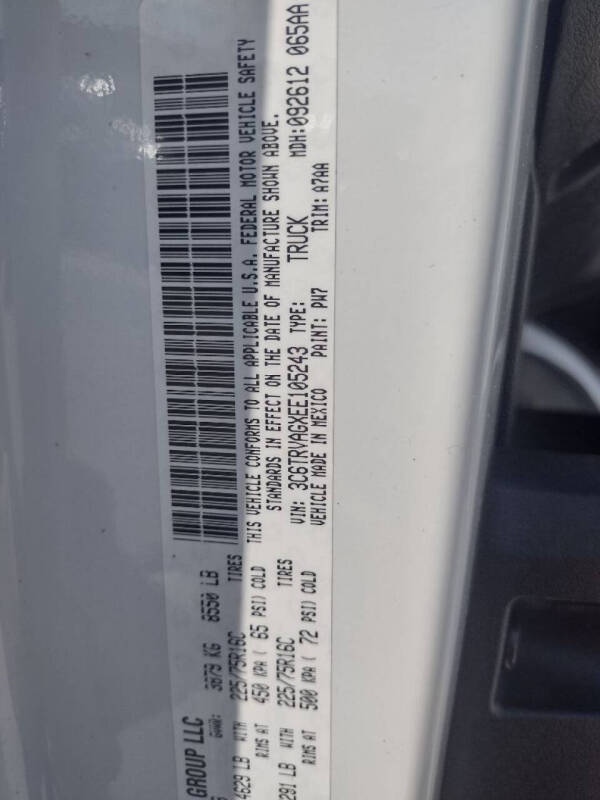 GROUP LLC
GVWR: 3879 KG 8550 LB
4629 LB WITH 225/75R16C TIRES
RIMS AT 450 KPA ( 65 PSI) COLD
291 LB WITH 225/75R16C TIRES
RIMS AT 500 KPA ( 72 PSI) COLD
THIS VEHICLE CONFORMS TO ALL APPLICABLE U.S.A. FEDERAL MOTOR VEHICLE SAFETY
STANDARDS IN EFFECT ON THE DATE OF MANUFACTURE SHOWN ABOVE.
VIN: 3C6TRVAGXEE105243 TYPE: TRUCK MDH:092612 065AA
VEHICLE MADE IN MEXICO PAINT: PW7 TRIM: A7AA